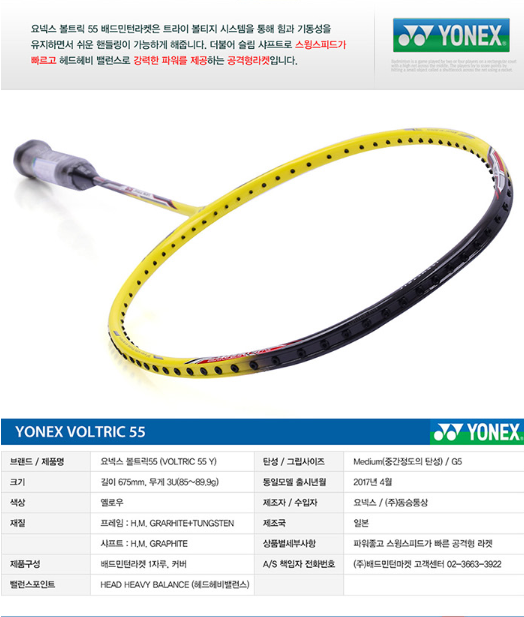 요넥스 볼트릭 55 배드민턴라켓은 트라이 볼티지 시스템을 통해 힘과 기동성을
유지하면서 쉬운 핸들링이 가능하게 해줍니다. 더불어 슬림 샤프트로 스윙스피드가
빠르고 헤드헤비 밸런스로 강력한 파워를 제공하는 공격형라켓입니다.
YONEX
YONEX VOLTRIC 55
YONEX
브랜드 / 제품명 요넥스 볼트릭55 (VOLTRIC 55 Y) 탄성 / 그립사이즈 Medium(중간정도의 탄성) / G5
크기 길이 675mm, 무게 3U(85~89.9g) 동일모델 출시년월 2017년 4월
색상 옐로우 제조자 / 수입자 요넥스 / (주)동승통상
재질 프레임 : H.M. GRARHITE+TUNGSTEN 제조국 일본
샤프트 : H.M. GRAPHITE 상품별세부사항 파워좋고 스윙스피드가 빠른 공격형 라켓
제품구성 배드민턴라켓 1자루, 커버 A/S 책임자 전화번호 (주)배드민턴마켓 고객센터 02-3663-3922
밸런스포인트 HEAD HEAVY BALANCE (헤드헤비밸런스)